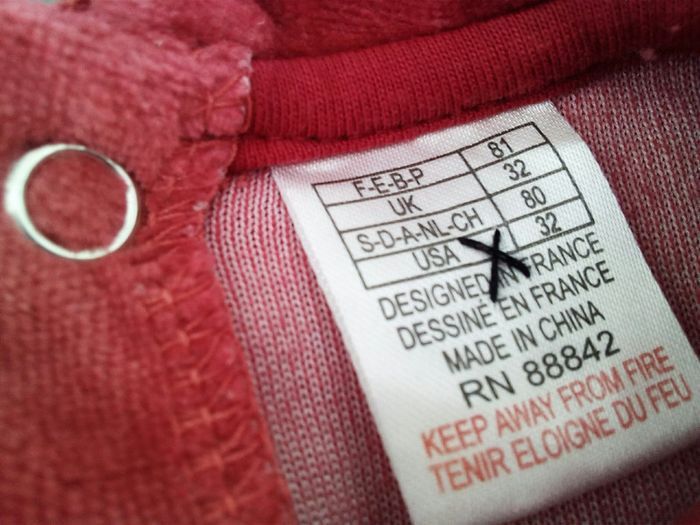 F-E-B-P 81
UK 32
S-D-A-NL-CH 80
USA 32
DESIGNED IN FRANCE
DESSINÉ EN FRANCE
MADE IN CHINA
RN 88842
KEEP AWAY FROM FIRE
TENIR ELOIGNE DU FEU